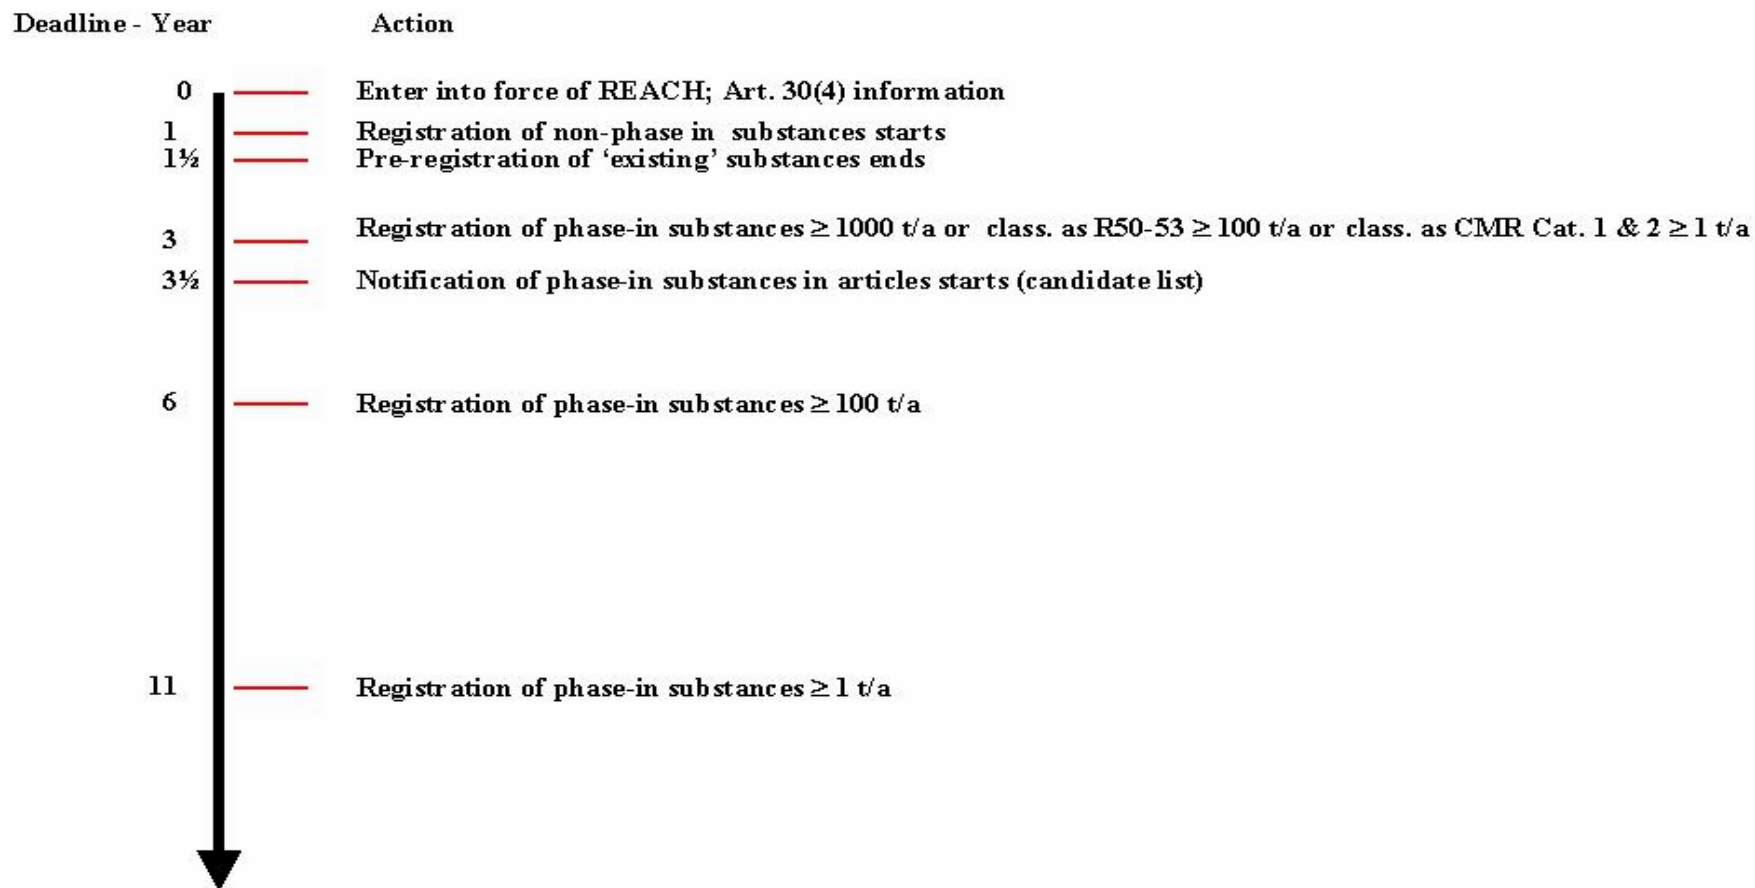 Deadline - Year Action
0 Enter into force of REACH; Art. 30(4) information
1 Registration of non-phase in substances starts
1½ Pre-registration of ‘existing’ substances ends
3 Registration of phase-in substances ≥ 1000 t/a or class. as R50-53 ≥ 100 t/a or class. as CMR Cat. 1 & 2 ≥ 1 t/a
3½ Notification of phase-in substances in articles starts (candidate list)
6 Registration of phase-in substances ≥ 100 t/a
11 Registration of phase-in substances ≥ 1 t/a